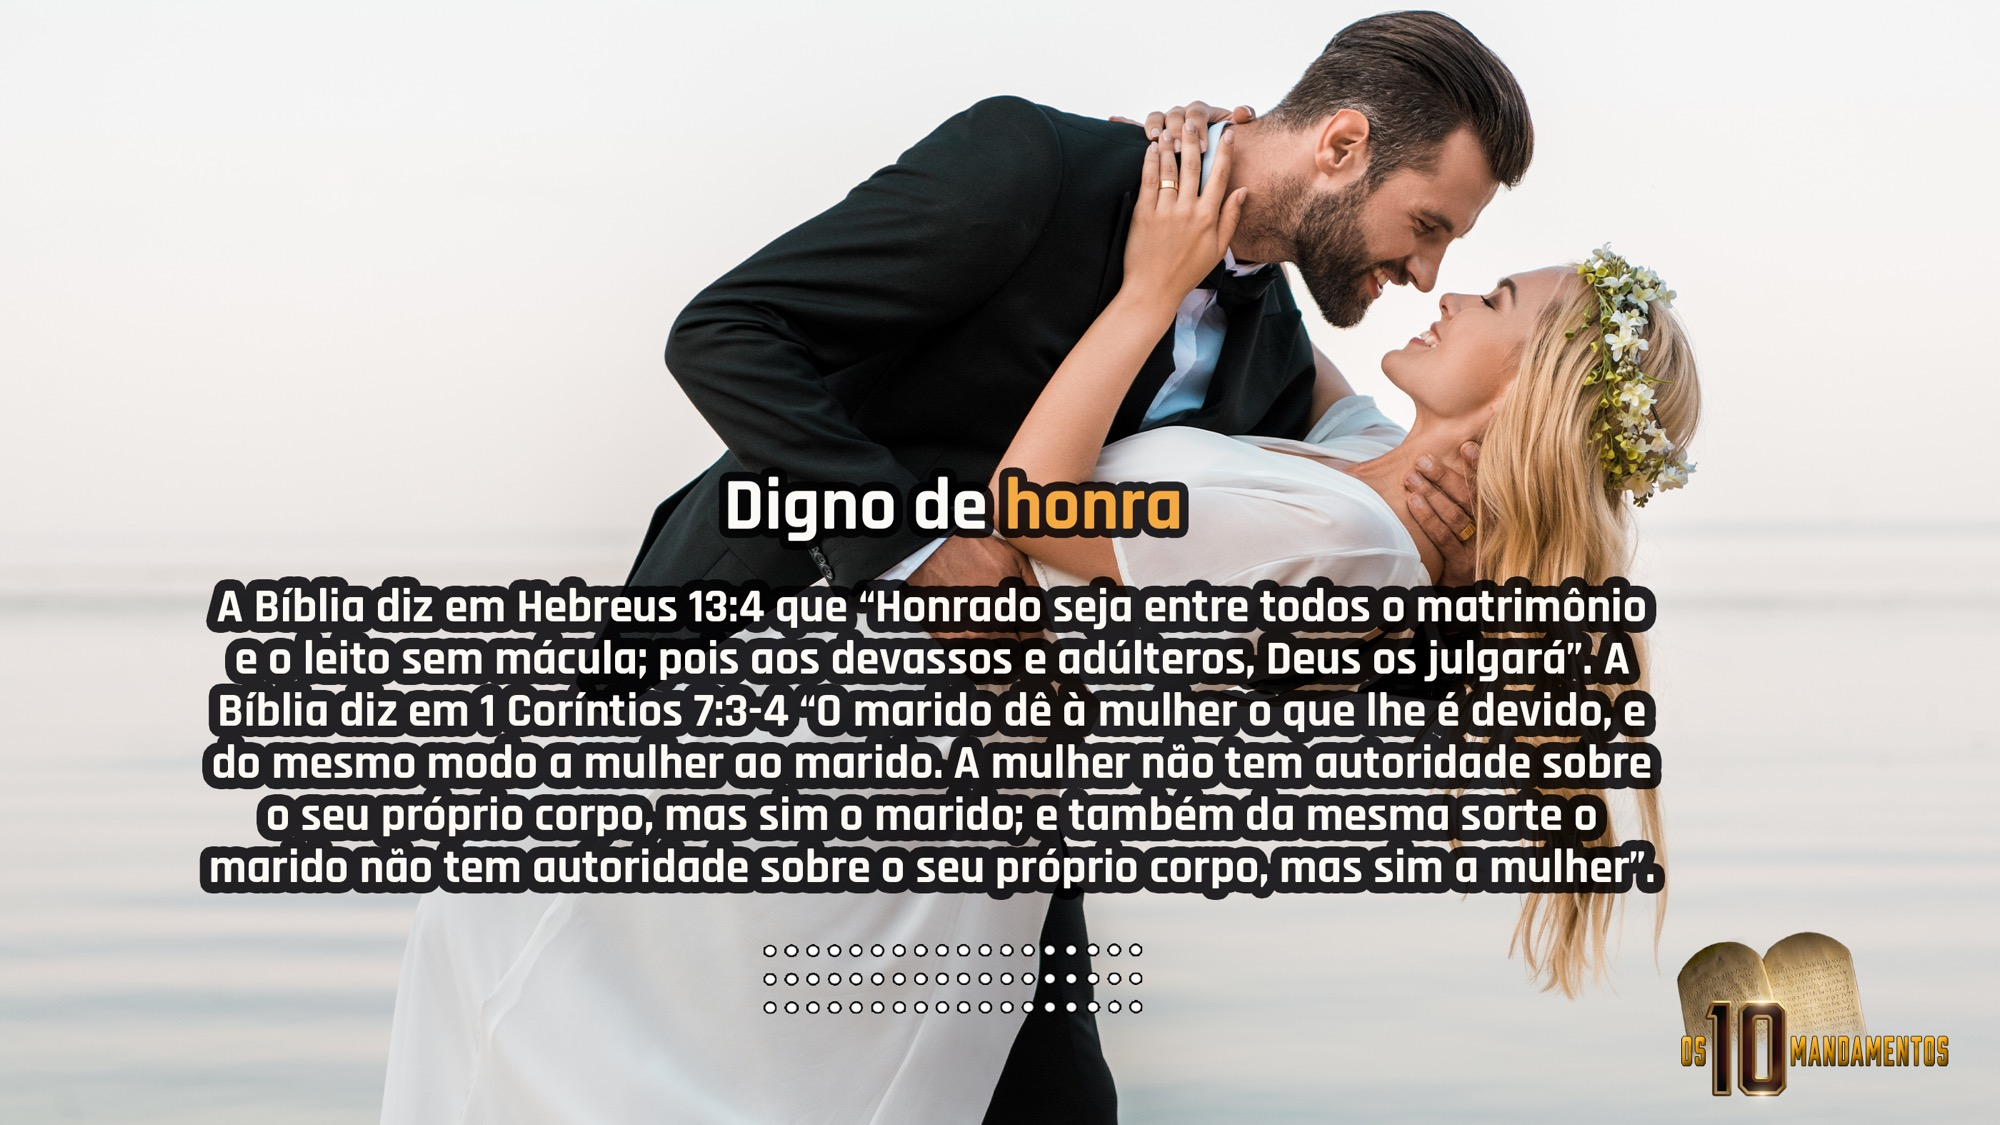 Digno de honra
A Bíblia diz em Hebreus 13:4 que “Honrado seja entre todos o matrimônio
e o leito sem mácula; pois aos devassos e adúlteros, Deus os julgará”. A
Bíblia diz em 1 Coríntios 7:3-4 “O marido dê à mulher o que lhe é devido, e
do mesmo modo a mulher ao marido. A mulher não tem autoridade sobre
o seu próprio corpo, mas sim o marido; e também da mesma sorte o
marido não tem autoridade sobre o seu próprio corpo, mas sim a mulher”.
OS 10 MANDAMENTOS